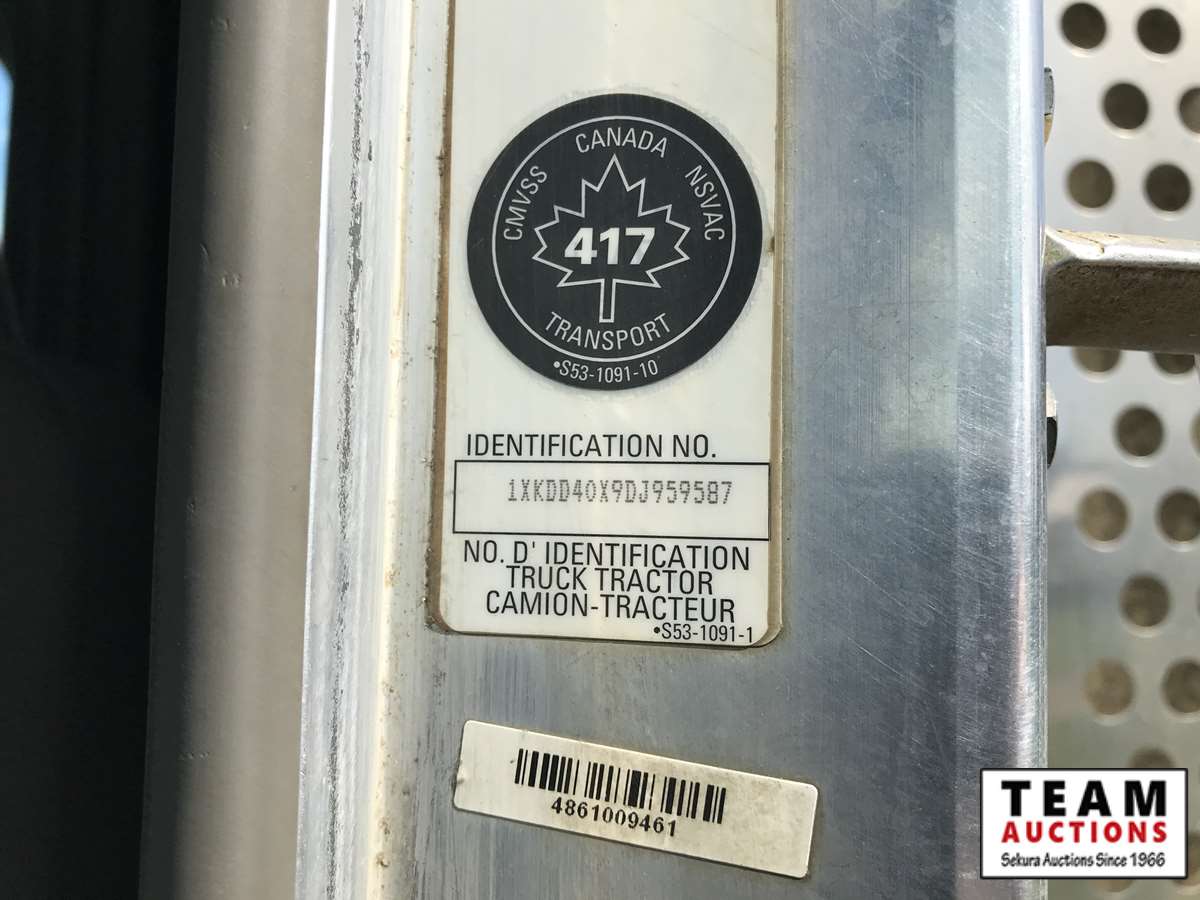 CANADA
CMVSS
NSVAC
417
TRANSPORT
•S53-1091-10
IDENTIFICATION NO.
1XKDD40X9DJ959587
NO. D' IDENTIFICATION
TRUCK TRACTOR
CAMION-TRACTEUR
•S53-1091-1
4861009461
TEAM
AUCTIONS
Sekura Auctions Since 1966